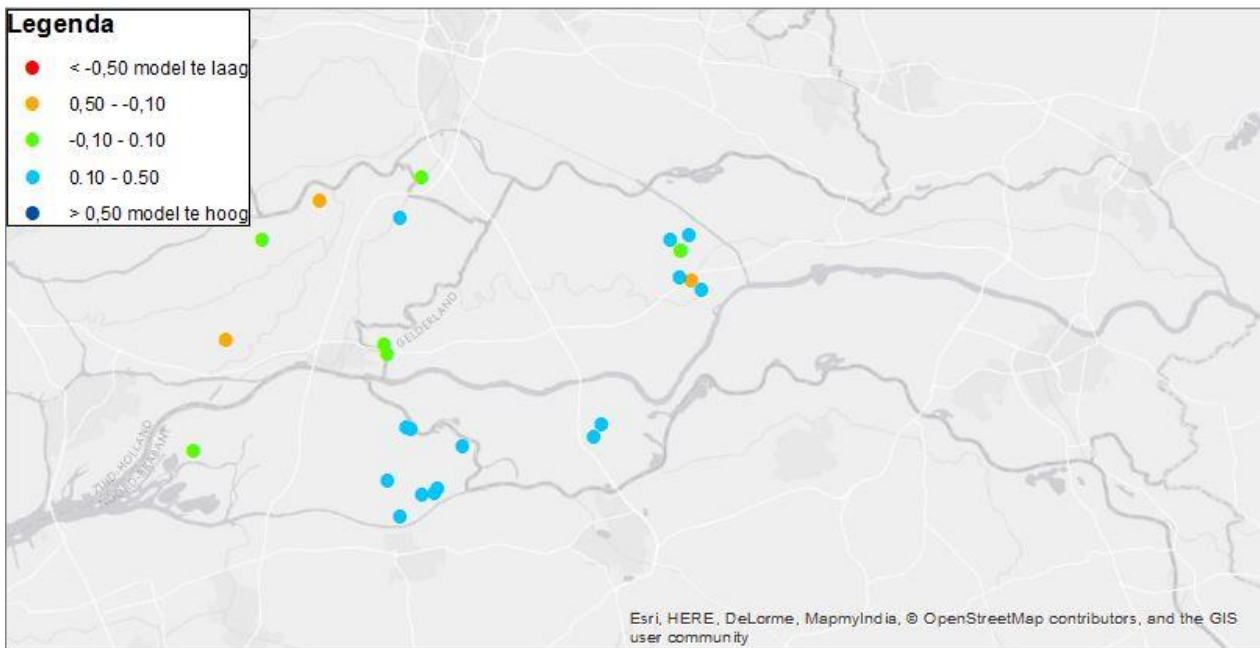 Legenda
< -0,50 model te laag
0,50 - -0,10
-0,10 - 0.10
0.10 - 0.50
> 0,50 model te hoog
GELDERLAND
ZUID-HOLLAND
NOORD-BRABANT
Esri, HERE, DeLorme, MapmyIndia, © OpenStreetMap contributors, and the GIS
user community